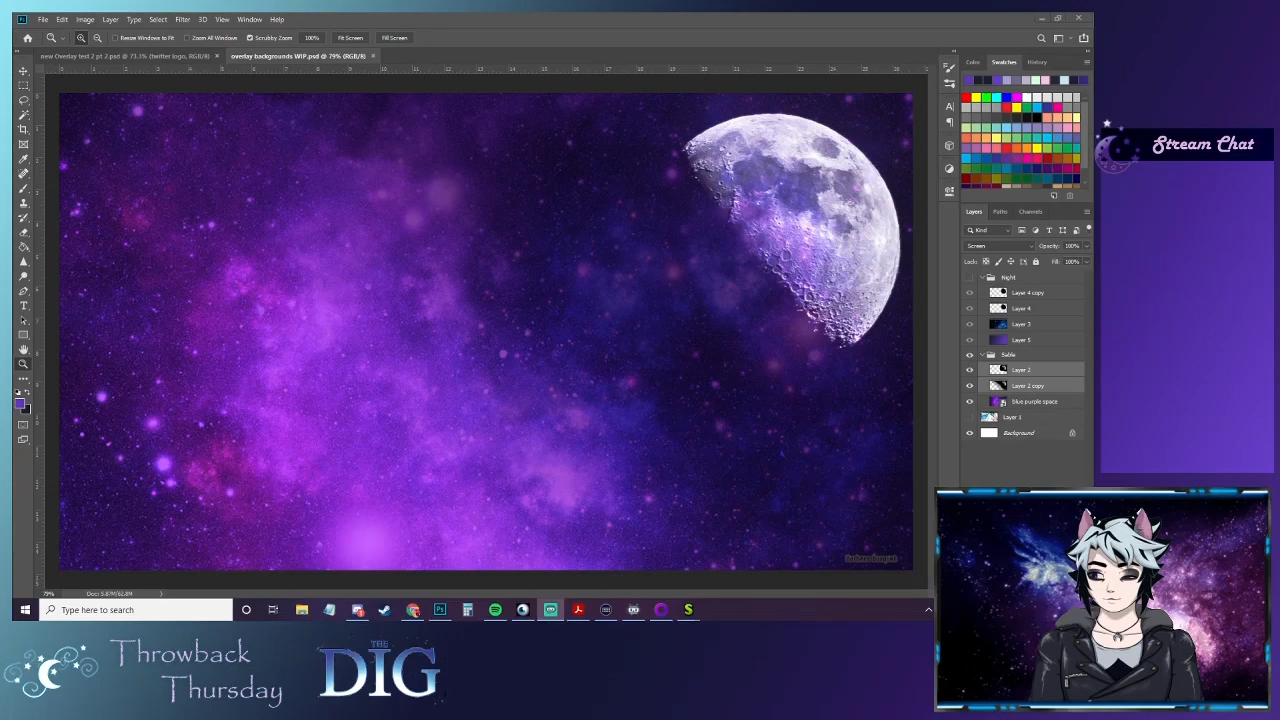 File Edit Image Layer Type Select Filter 3D View Window Help
Resize Windows to Fit Zoom All Windows Scrubby Zoom 100% Fit Screen Fill Screen
new Overlay test 2 pt 2.psd @ 73.1% (twitter logo, RGB/8) × overlay backgrounds WIP.psd @ 79% (RGB/8) ×
Color Swatches History
Stream Chat
Layers Paths Channels
Kind
Screen Opacity: 100%
Lock: Fill: 100%
Night
Layer 4 copy
Layer 4
Layer 3
Layer 5
Sable
Layer 2
Layer 2 copy
blue purple space
Layer 1
Background
79% Doc: 5.87M/62.8M
Type here to search
Throwback
Thursday
THE
DIG